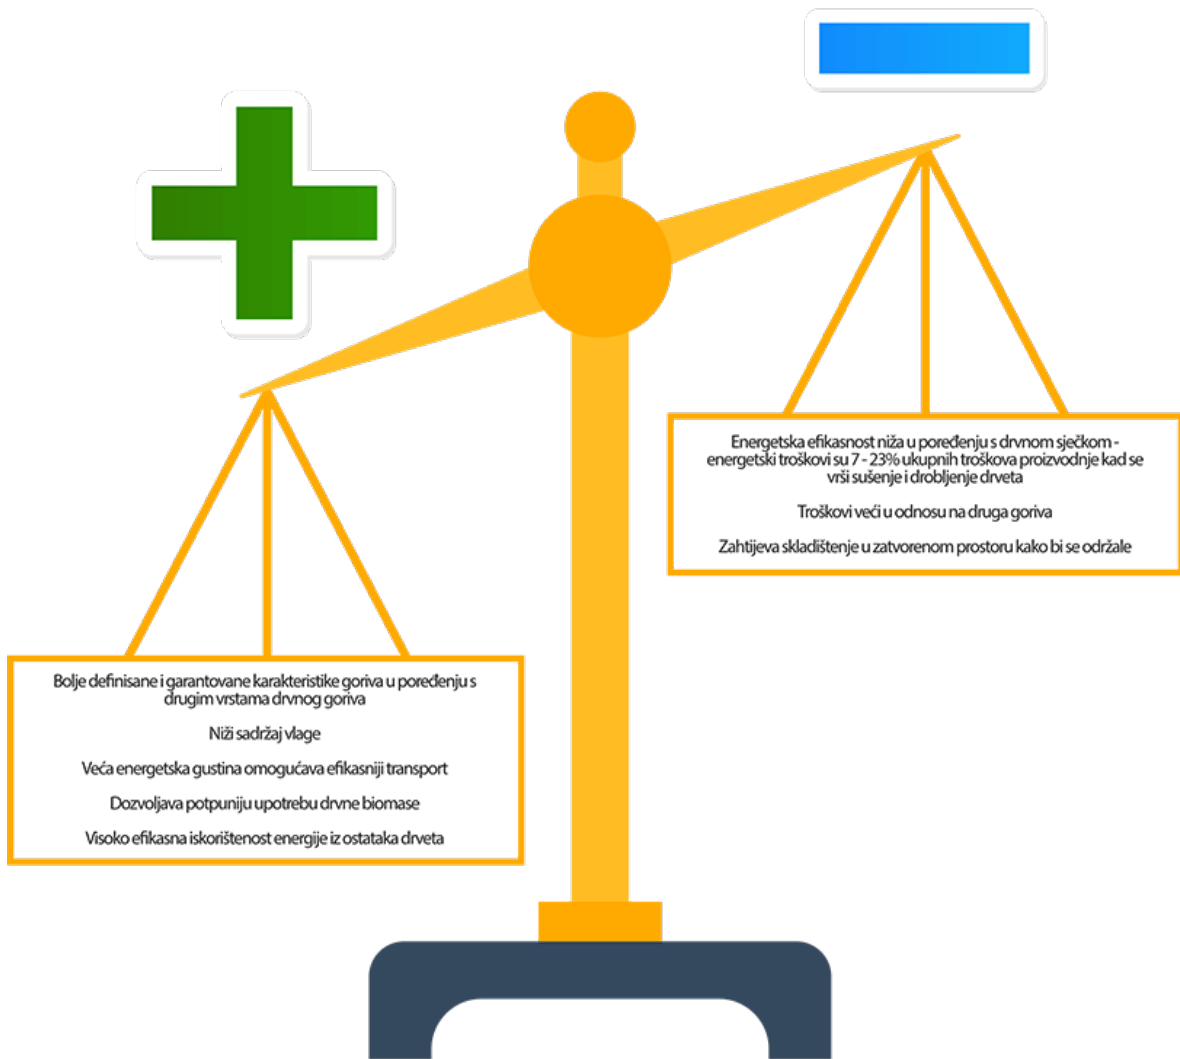 Energetska efikasnost niža u poređenju s drvnom sječkom -
energetski troškovi su 7 - 23% ukupnih troškova proizvodnje kad se
vrši sušenje i drobljenje drveta
Troškovi veći u odnosu na druga goriva
Zahtijeva skladištenje u zatvorenom prostoru kako bi se održale
Bolje definisane i garantovane karakteristike goriva u poređenju s
drugim vrstama drvnog goriva
Niži sadržaj vlage
Veća energetska gustina omogućava efikasniji transport
Dozvoljava potpuniju upotrebu drvne biomase
Visoko efikasna iskorištenost energije iz ostataka drveta